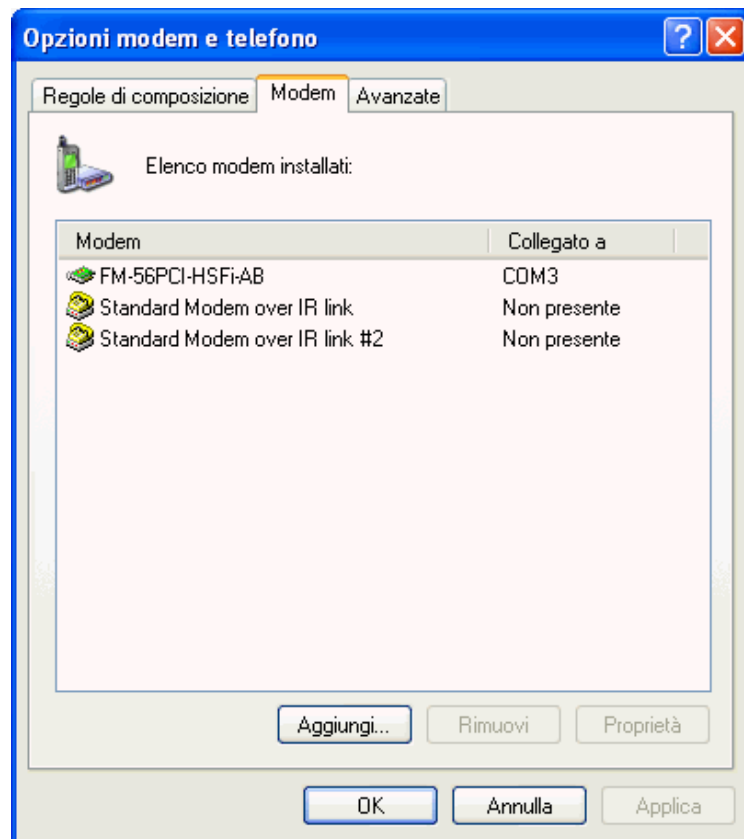 Opzioni modem e telefono
Regole di composizione Modem Avanzate
Elenco modem installati:
Modem Collegato a
FM-56PCI-HSFi-AB COM3
Standard Modem over IR link Non presente
Standard Modem over IR link #2 Non presente
Aggiungi... Rimuovi Proprietà
OK Annulla Applica